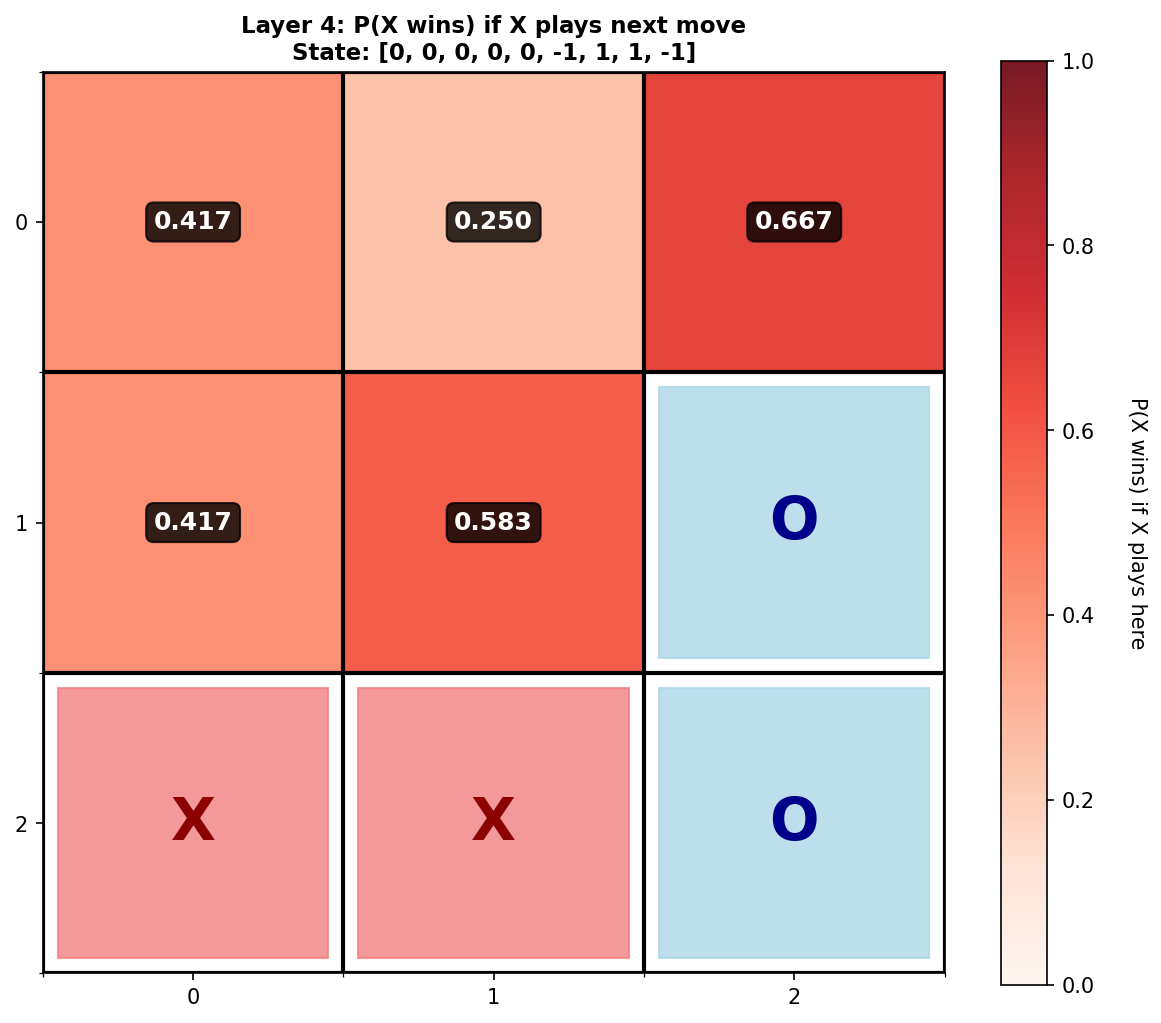 Layer 4: P(X wins) if X plays next move
State: [0, 0, 0, 0, 0, -1, 1, 1, -1]
0.417 0.250 0.667
0.417 0.583 O
X X O
0
1
2
0 1 2
1.0
0.8
0.6
0.4
0.2
0.0
P(X wins) if X plays here